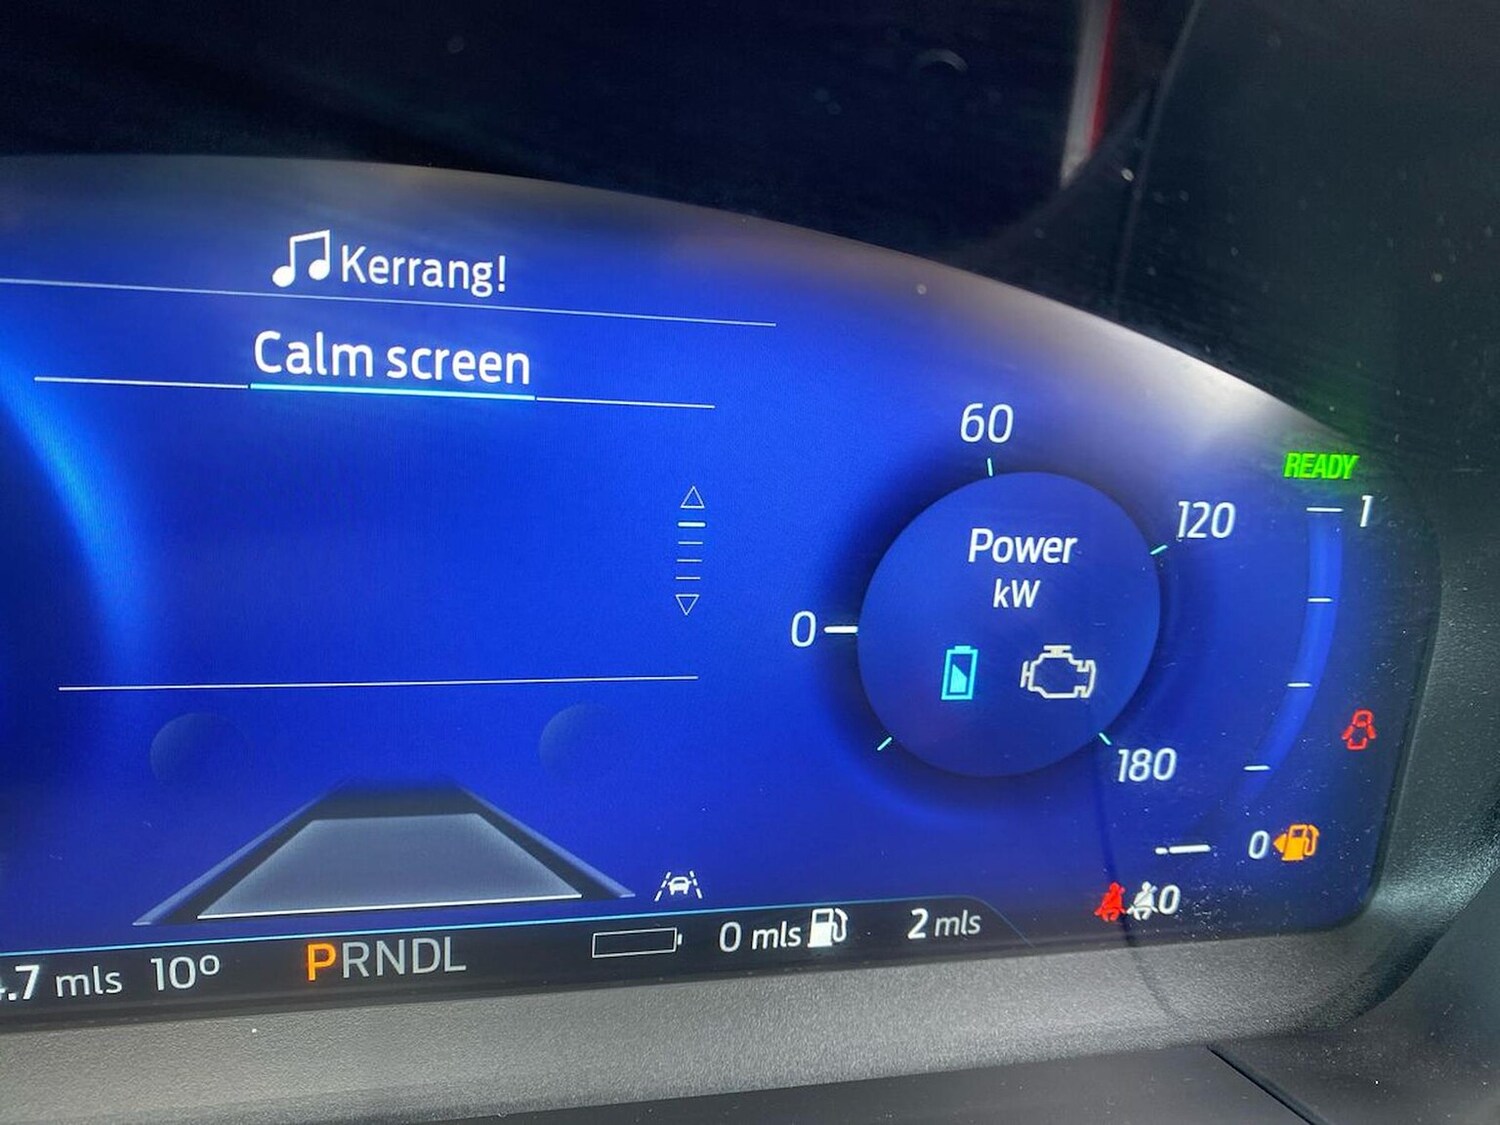 Kerrang!
Calm screen
60
READY
120
1
Power
kW
0
180
0
0
.7 mls 10°
PRNDL
0 mls
2 mls